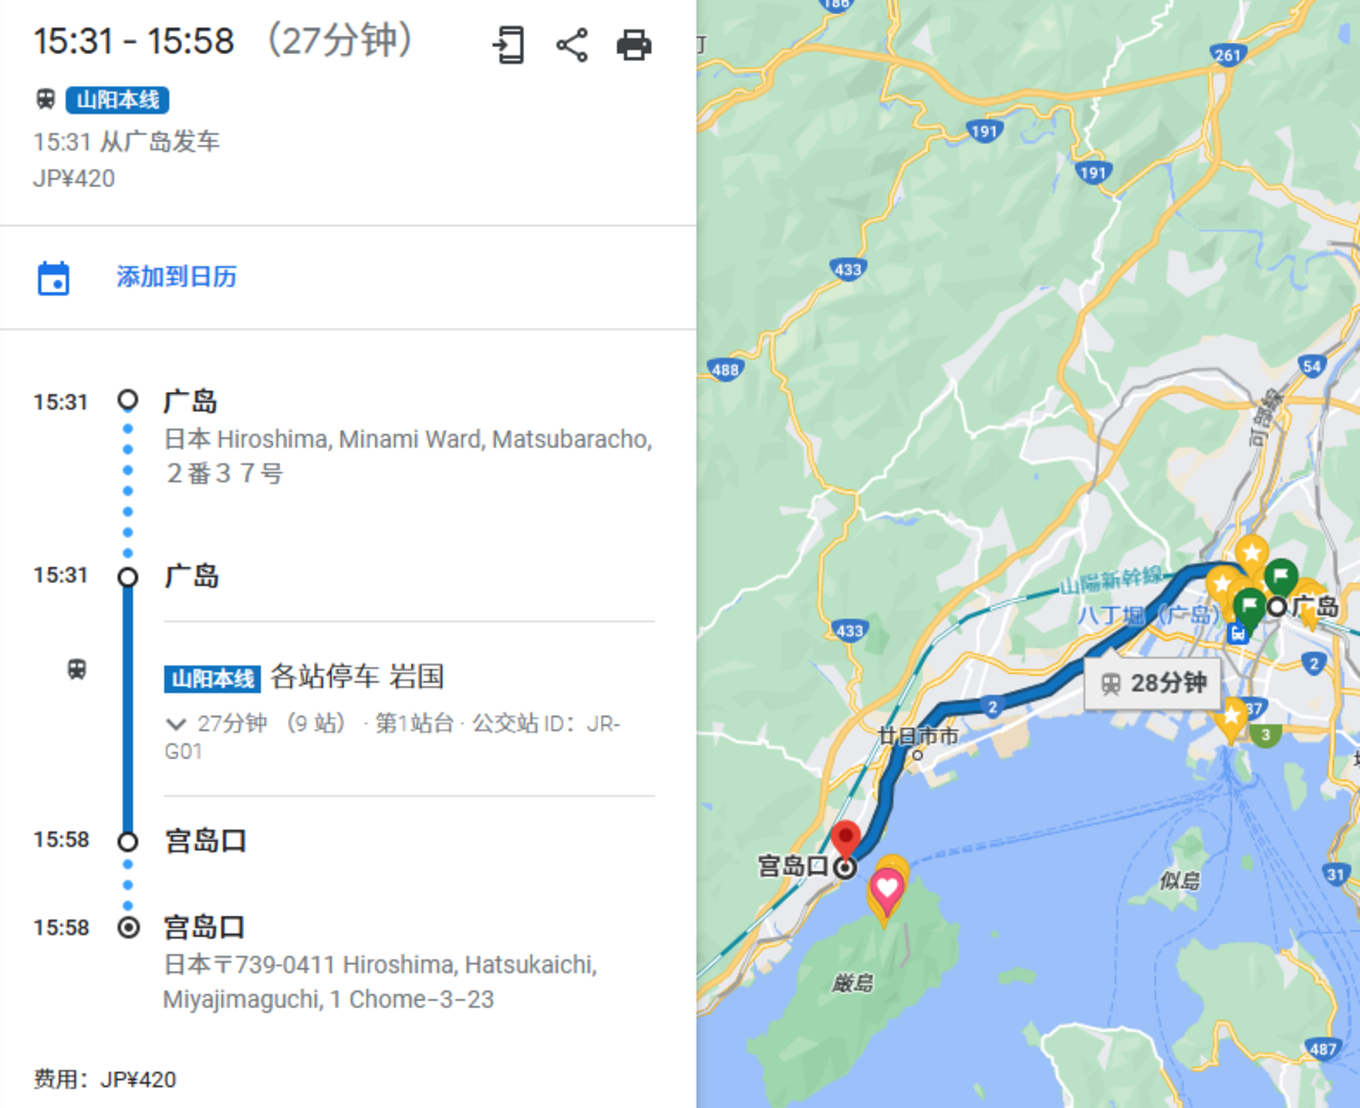 15:31 - 15:58 （27分钟）
山阳本线
15:31 从广岛发车
JP¥420
添加到日历
15:31 广岛
日本 Hiroshima, Minami Ward, Matsubaracho,
２番３７号
15:31 广岛
山阳本线 各站停车 岩国
27分钟 （9 站） · 第1站台 · 公交站 ID： JR-
G01
15:58 宫岛口
15:58 宫岛口
日本〒739-0411 Hiroshima, Hatsukaichi,
Miyajimaguchi, 1 Chome−3−23
费用： JP¥420
186
261
191
191
433
488
54
可部線
山陽新幹線
八丁堀（广岛）
广岛
433
2
28分钟
2
37
3
廿日市市
宫岛口
似島
31
厳島
487